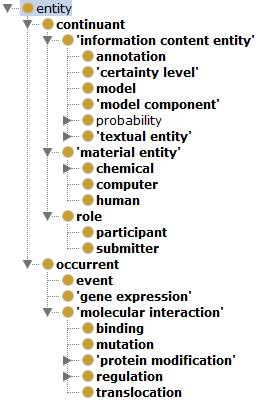 entity
continuant
'information content entity'
annotation
'certainty level'
model
'model component'
probability
'textual entity'
'material entity'
chemical
computer
human
role
participant
submitter
occurrent
event
'gene expression'
'molecular interaction'
binding
mutation
'protein modification'
regulation
translocation